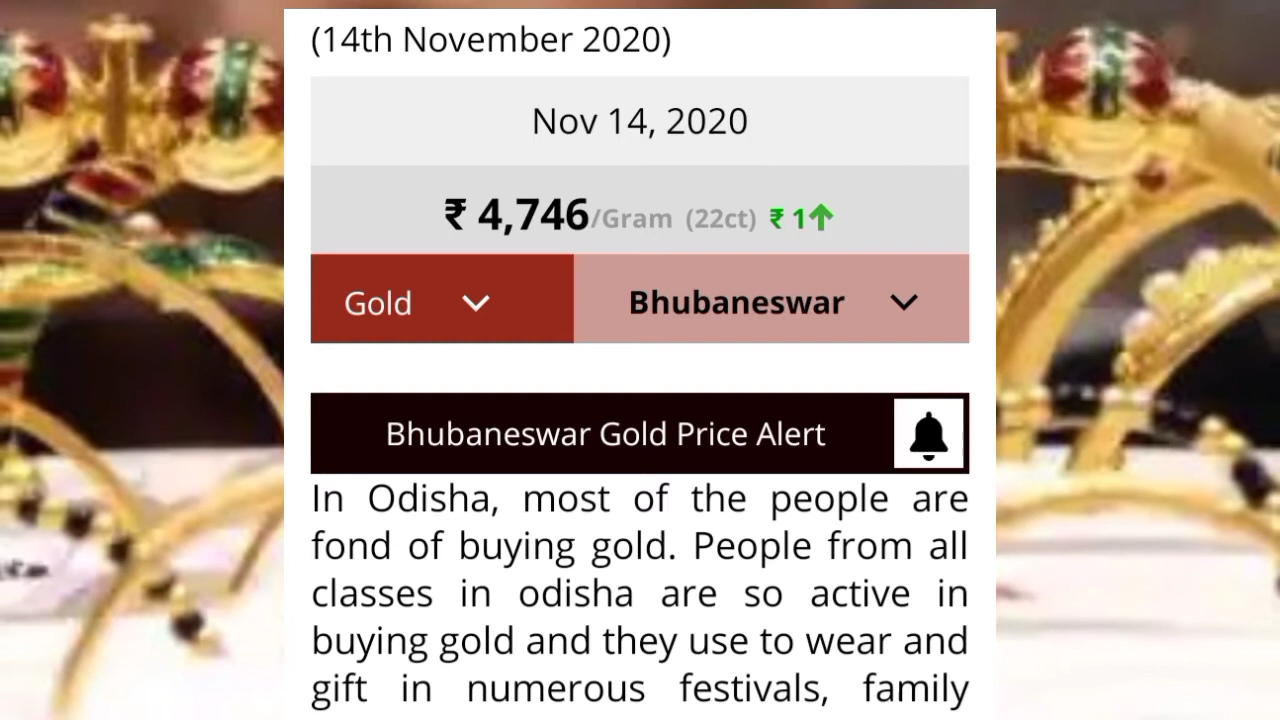 (14th November 2020)
Nov 14, 2020
₹ 4,746/Gram (22ct) ₹ 1
Gold
Bhubaneswar
Bhubaneswar Gold Price Alert
In Odisha, most of the people are
fond of buying gold. People from all
classes in odisha are so active in
buying gold and they use to wear and
gift in numerous festivals, family